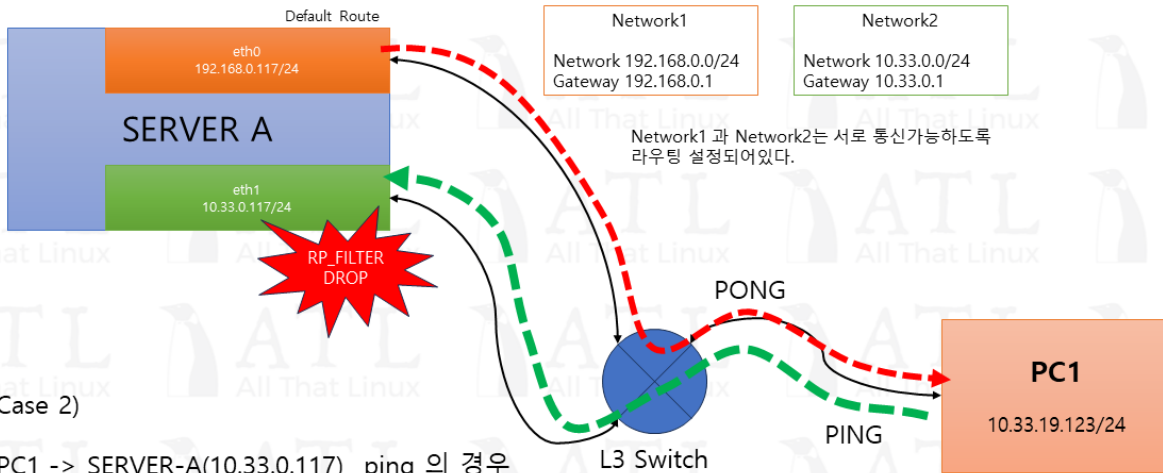 Default Route
eth0
192.168.0.117/24
SERVER A
eth1
10.33.0.117/24
RP_FILTER
DROP
Network1
Network 192.168.0.0/24
Gateway 192.168.0.1
Network2
Network 10.33.0.0/24
Gateway 10.33.0.1
Network1 과 Network2는 서로 통신가능하도록
라우팅 설정되어있다.
PONG
PING
L3 Switch
PC1
10.33.19.123/24
Case 2)
PC1 -> SERVER-A(10.33.0.117) ping 의 경우
ATL
All That Linux